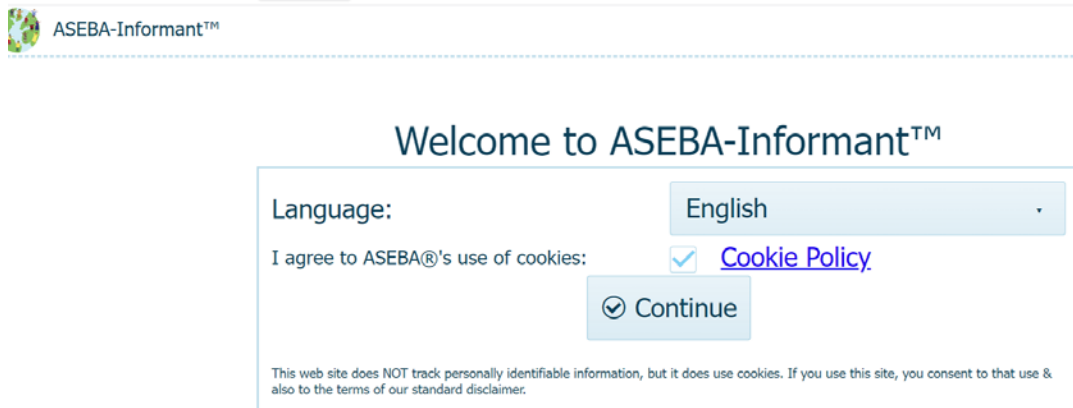 ASEBA-Informant™
Welcome to ASEBA-Informant™
Language: English
I agree to ASEBA®'s use of cookies: Cookie Policy
Continue
This web site does NOT track personally identifiable information, but it does use cookies. If you use this site, you consent to that use &
also to the terms of our standard disclaimer.